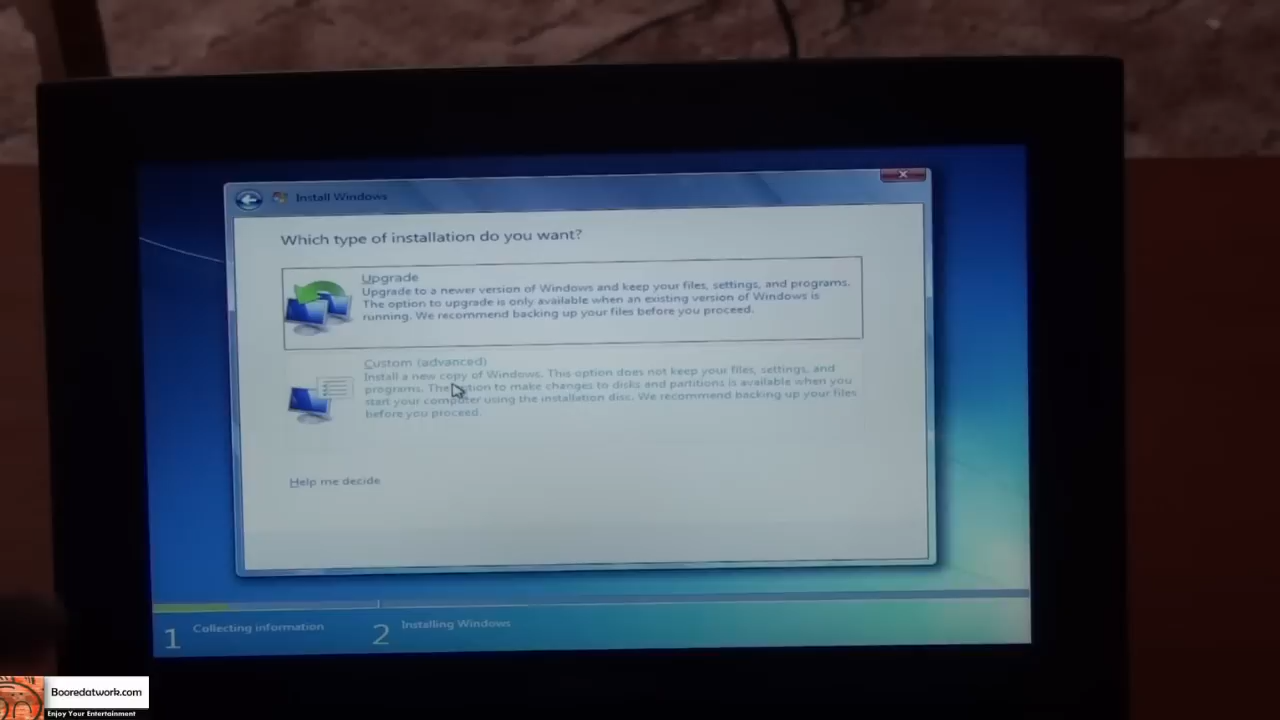 Install Windows
Which type of installation do you want?
Upgrade
Upgrade to a newer version of Windows and keep your files, settings, and programs.
The option to upgrade is only available when an existing version of Windows is
running. We recommend backing up your files before you proceed.
Custom (advanced)
Install a new copy of Windows. This option does not keep your files, settings, and
programs. The option to make changes to disks and partitions is available when you
start your computer using the installation disc. We recommend backing up your files
before you proceed.
Help me decide
1 Collecting information
2 Installing Windows
Booredatwork.com
Enjoy Your Entertainment